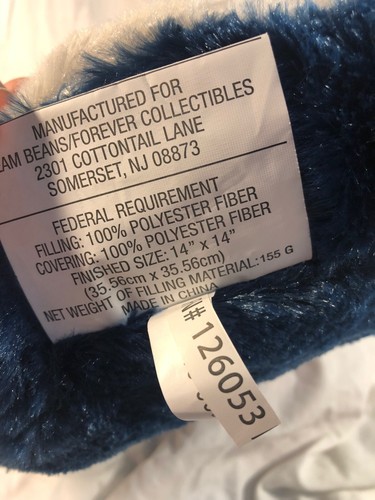 MANUFACTURED FOR
AM BEANS/FOREVER COLLECTIBLES
2301 COTTONTAIL LANE
SOMERSET, NJ 08873
FEDERAL REQUIREMENT
FILLING: 100% POLYESTER FIBER
COVERING: 100% POLYESTER FIBER
FINISHED SIZE: 14" x 14"
(35.56cm x 35.56cm)
NET WEIGHT OF FILLING MATERIAL:155 G
MADE IN CHINA
N# 126053